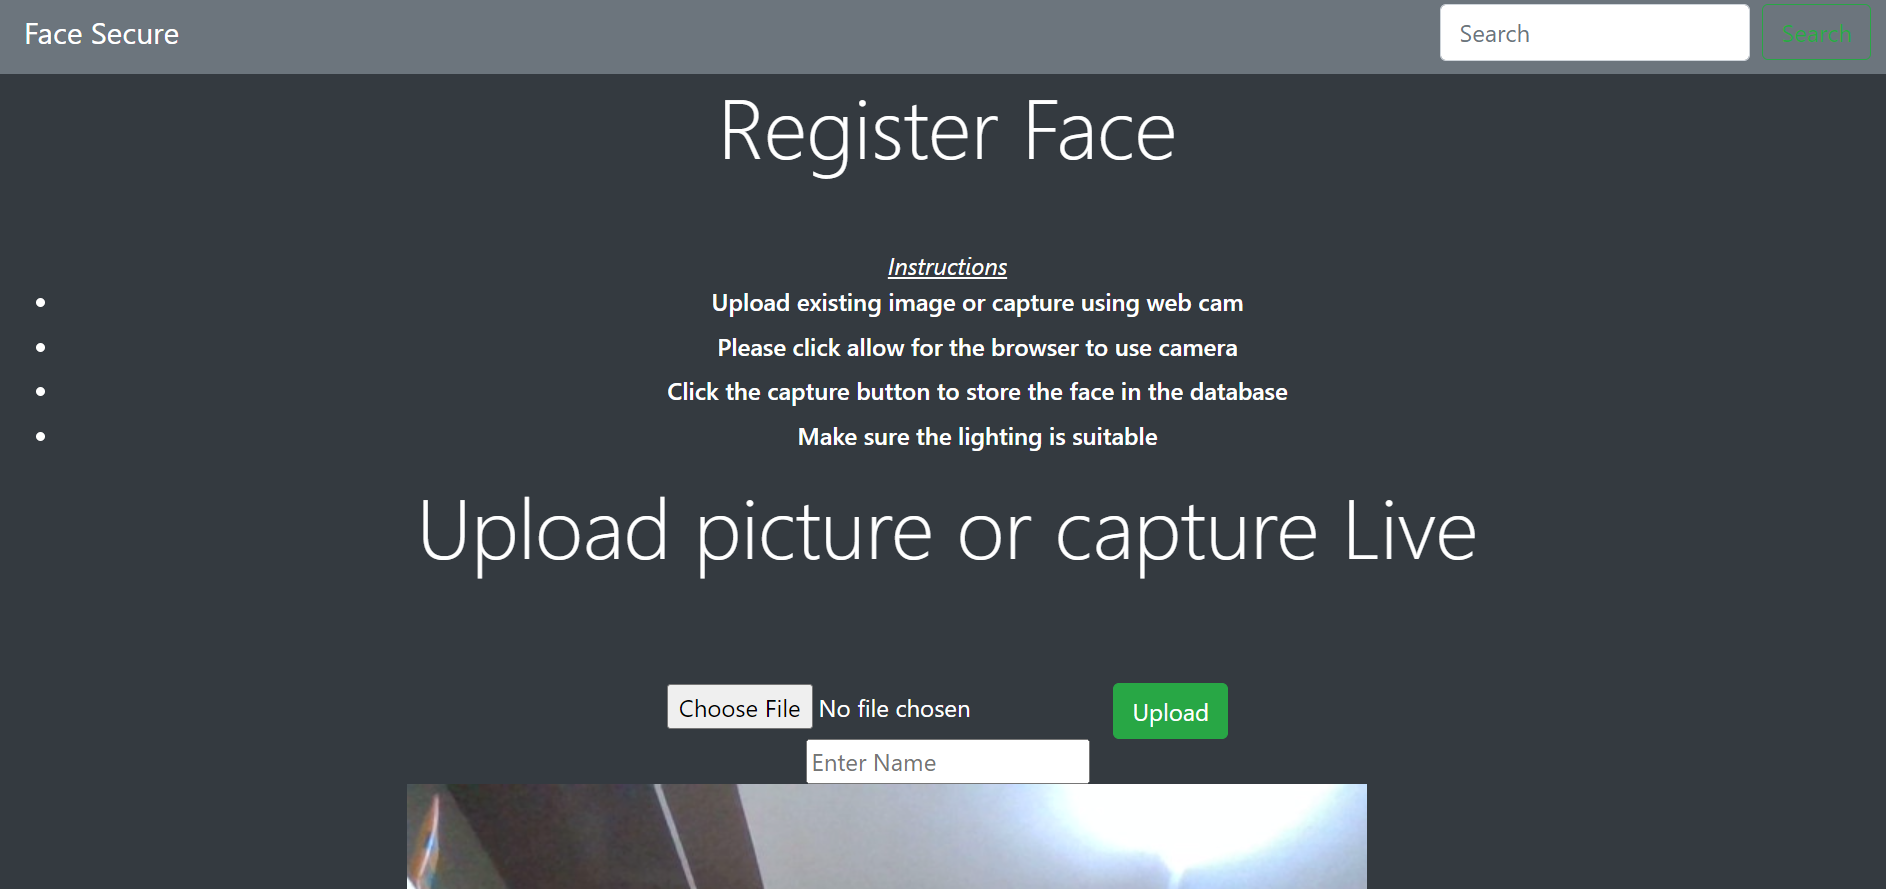 Face Secure
Search
Search
Register Face
Instructions
Upload existing image or capture using web cam
Please click allow for the browser to use camera
Click the capture button to store the face in the database
Make sure the lighting is suitable
Upload picture or capture Live
Choose File No file chosen
Upload
Enter Name